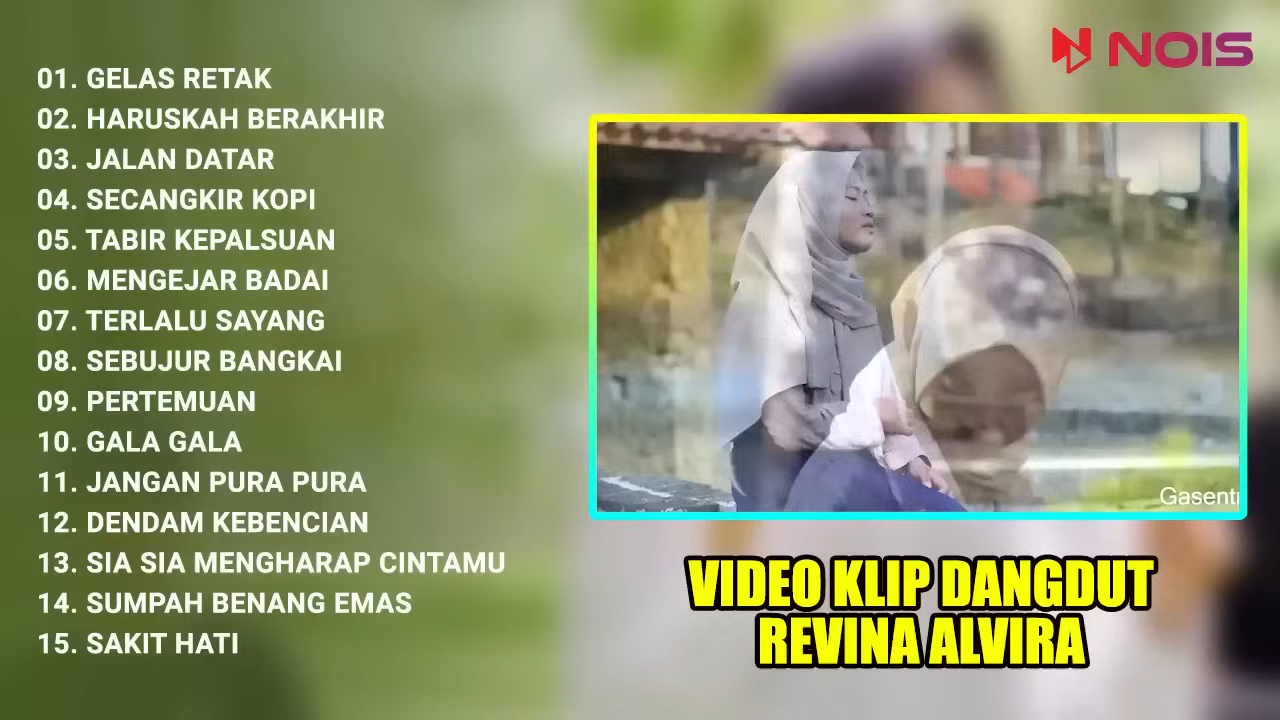 01. GELAS RETAK
02. HARUSKAH BERAKHIR
03. JALAN DATAR
04. SECANGKIR KOPI
05. TABIR KEPALSUAN
06. MENGEJAR BADAI
07. TERLALU SAYANG
08. SEBUJUR BANGKAI
09. PERTEMUAN
10. GALA GALA
11. JANGAN PURA PURA
12. DENDAM KEBENCIAN
13. SIA SIA MENGHARAP CINTAMU
14. SUMPAH BENANG EMAS
15. SAKIT HATI
NOIS
Gasentr
VIDEO KLIP DANGDUT
REVINA ALVIRA